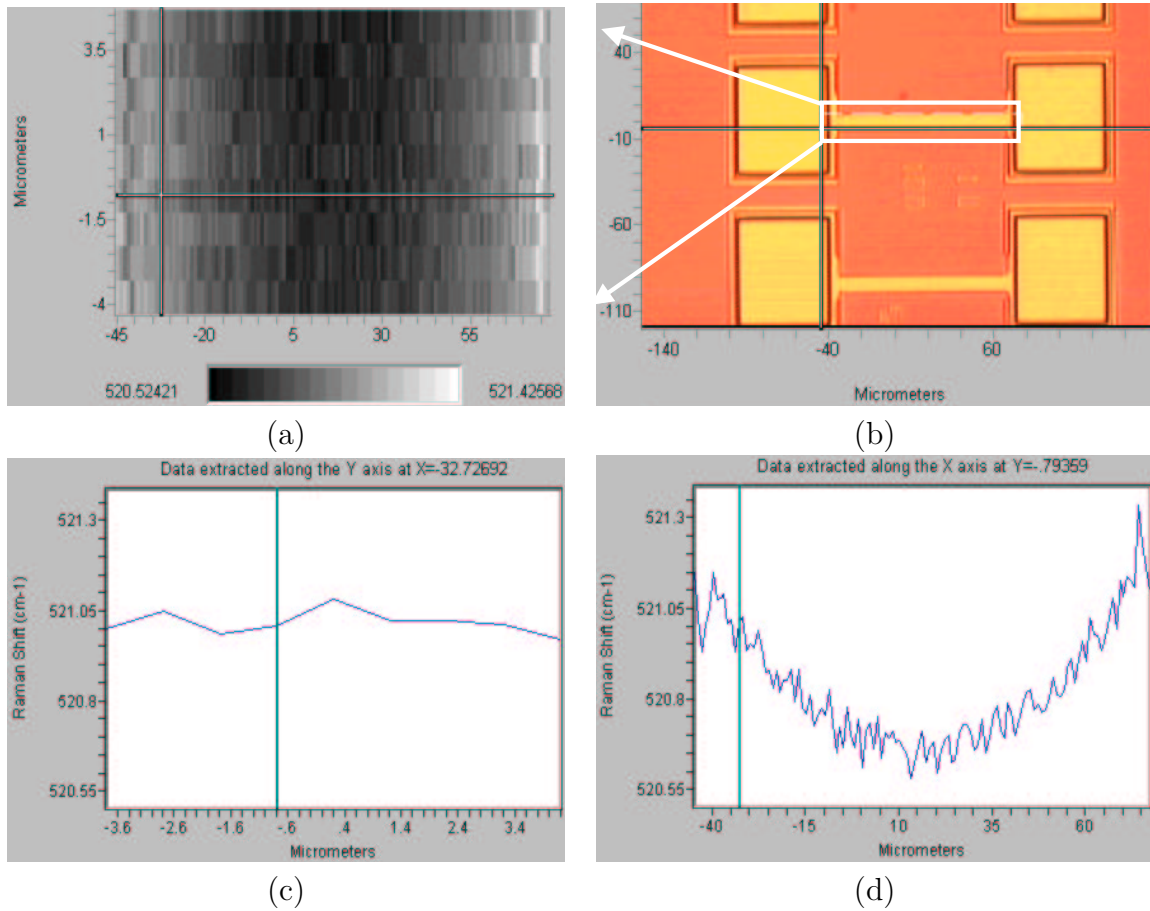 3.5
1
-1.5
-4
Micrometers
-45 -20 5 30 55
520.52421 521.42566
(a)
40
-10
-60
-110
-140 -40 60
Micrometers
(b)
Data extracted along the Y axis at X=-32.72692
521.3
521.05
520.8
520.55
Raman Shift (cm-1)
-3.6 -2.6 -1.6 -.6 .4 1.4 2.4 3.4
Micrometers
(c)
Data extracted along the X axis at Y=-.79359
521.3
521.05
520.8
520.55
Raman Shift (cm-1)
-40 -15 10 35 60
Micrometers
(d)